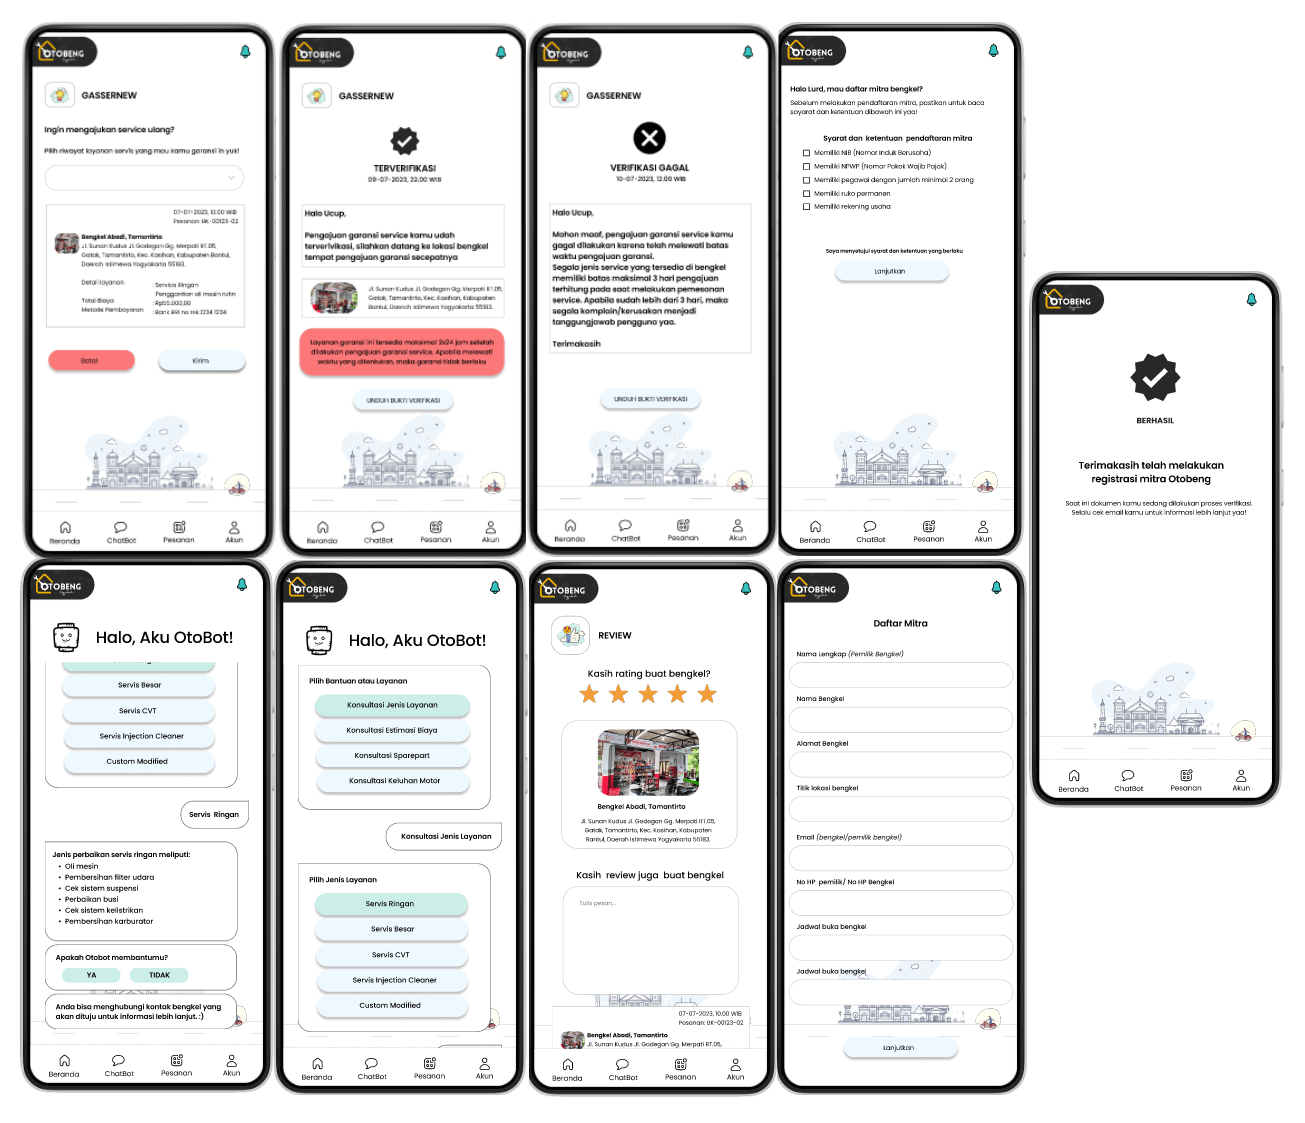 OTOBENG
GASSERNEW
Ingin mengajukan service ulang?
Pilih riwayat layanan servis yang mau kamu garansi in yuk!
07-07-2023, 10.00 WIB
Pesanan: BK-00123-02
Bengkel Abadi, Tamantirto
Jl. Sunan Kudus Jl. Godegan Gg. Merpati RT.05,
Gatak, Tamantirto, Kec. Kasihan, Kabupaten Bantul,
Daerah Istimewa Yogyakarta 55183.
Detail layanan : Service Ringan
Penggantian oli mesin rutin
Total Biaya : Rp55.000,00
Metode Pembayaran : Bank BRI no rek 1234 1234
Batal
Kirim
Beranda
ChatBot
Pesanan
Akun
OTOBENG
GASSERNEW
TERVERIFIKASI
09-07-2023, 22.00 WIB
Halo Ucup,
Pengajuan garansi service kamu udah
terverivikasi, silahkan datang ke lokasi bengkel
tempat pengajuan garansi secepatnya
Jl. Sunan Kudus Jl. Godegan Gg. Merpati RT.05,
Gatak, Tamantirto, Kec. Kasihan, Kabupaten
Bantul, Daerah Istimewa Yogyakarta 55183.
Layanan garansi ini tersedia maksimal 2x24 jam setelah
dilakukan pengajuan garansi service. Apabila melewati
waktu yang ditentukan, maka garansi tidak berlaku
UNDUH BUKTI VERIFIKASI
Beranda
ChatBot
Pesanan
Akun
OTOBENG
GASSERNEW
VERIFIKASI GAGAL
10-07-2023, 12.00 WIB
Halo Ucup,
Mohon maaf, pengajuan garansi service kamu
gagal dilakukan karena telah melewati batas
waktu pengajuan garansi.
Segala jenis service yang tersedia di bengkel
memiliki batas maksimal 3 hari pengajuan
terhitung pada saat melakukan pemesanan
service. Apabila sudah lebih dari 3 hari, maka
segala komplain/kerusakan menjadi
tanggungjawab pengguna yaa.
Terimakasih
UNDUH BUKTI VERIFIKASI
Beranda
ChatBot
Pesanan
Akun
OTOBENG
Halo Lurd, mau daftar mitra bengkel?
Sebelum melakukan pendaftaran mitra, pastikan untuk baca
sayarat dan ketentuan dibawah ini yaa!
Syarat dan ketentuan pendaftaran mitra
Memiliki NIB (Nomor Induk Berusaha)
Memiliki NPWP (Nomor Pokok Wajib Pajak)
Memiliki pegawai dengan jumlah minimal 2 orang
Memiliki ruko permanen
Memiliki rekening usaha
Saya menyetujui syarat dan ketentuan yang berlaku
Lanjutkan
Beranda
ChatBot
Pesanan
Akun
OTOBENG
BERHASIL
Terimakasih telah melakukan
registrasi mitra Otobeng
Saat ini dokumen kamu sedang dilakukan proses verifikasi.
Selalu cek email kamu untuk informasi lebih lanjut yaa!
Beranda
ChatBot
Pesanan
Akun
OTOBENG
Halo, Aku OtoBot!
Servis Besar
Servis CVT
Servis Injection Cleaner
Custom Modified
Servis Ringan
Jenis perbaikan servis ringan meliputi:
• Oli mesin
• Pembersihan filter udara
• Cek sistem suspensi
• Perbaikan busi
• Cek sistem kelistrikan
• Pembersihan karburator
Apakah Otobot membantumu?
YA
TIDAK
Anda bisa menghubungi kontak bengkel yang
akan dituju untuk informasi lebih lanjut. :)
Beranda
ChatBot
Pesanan
Akun
OTOBENG
Halo, Aku OtoBot!
Pilih Bantuan atau Layanan
Konsultasi Jenis Layanan
Konsultasi Estimasi Biaya
Konsultasi Sparepart
Konsultasi Keluhan Motor
Konsultasi Jenis Layanan
Pilih Jenis Layanan
Servis Ringan
Servis Besar
Servis CVT
Servis Injection Cleaner
Custom Modified
Beranda
ChatBot
Pesanan
Akun
OTOBENG
REVIEW
Kasih rating buat bengkel?
Bengkel Abadi, Tamantirto
Jl. Sunan Kudus Jl. Godegan Gg. Merpati RT.05,
Gatak, Tamantirto, Kec. Kasihan, Kabupaten
Bantul, Daerah Istimewa Yogyakarta 55183.
Kasih review juga buat bengkel
Tulis pesan...
07-07-2023, 10.00 WIB
Pesanan: BK-00123-02
Bengkel Abadi, Tamantirto
Jl. Sunan Kudus Jl. Godegan Gg. Merpati RT.05,
Beranda
ChatBot
Pesanan
Akun
OTOBENG
Daftar Mitra
Nama Lengkap (Pemilik Bengkel)
Nama Bengkel
Alamat Bengkel
Titik lokasi bengkel
Email (bengkel/pemilik bengkel)
No HP pemilik/ No HP Bengkel
Jadwal buka bengkel
Jadwal buka bengkel
Lanjutkan